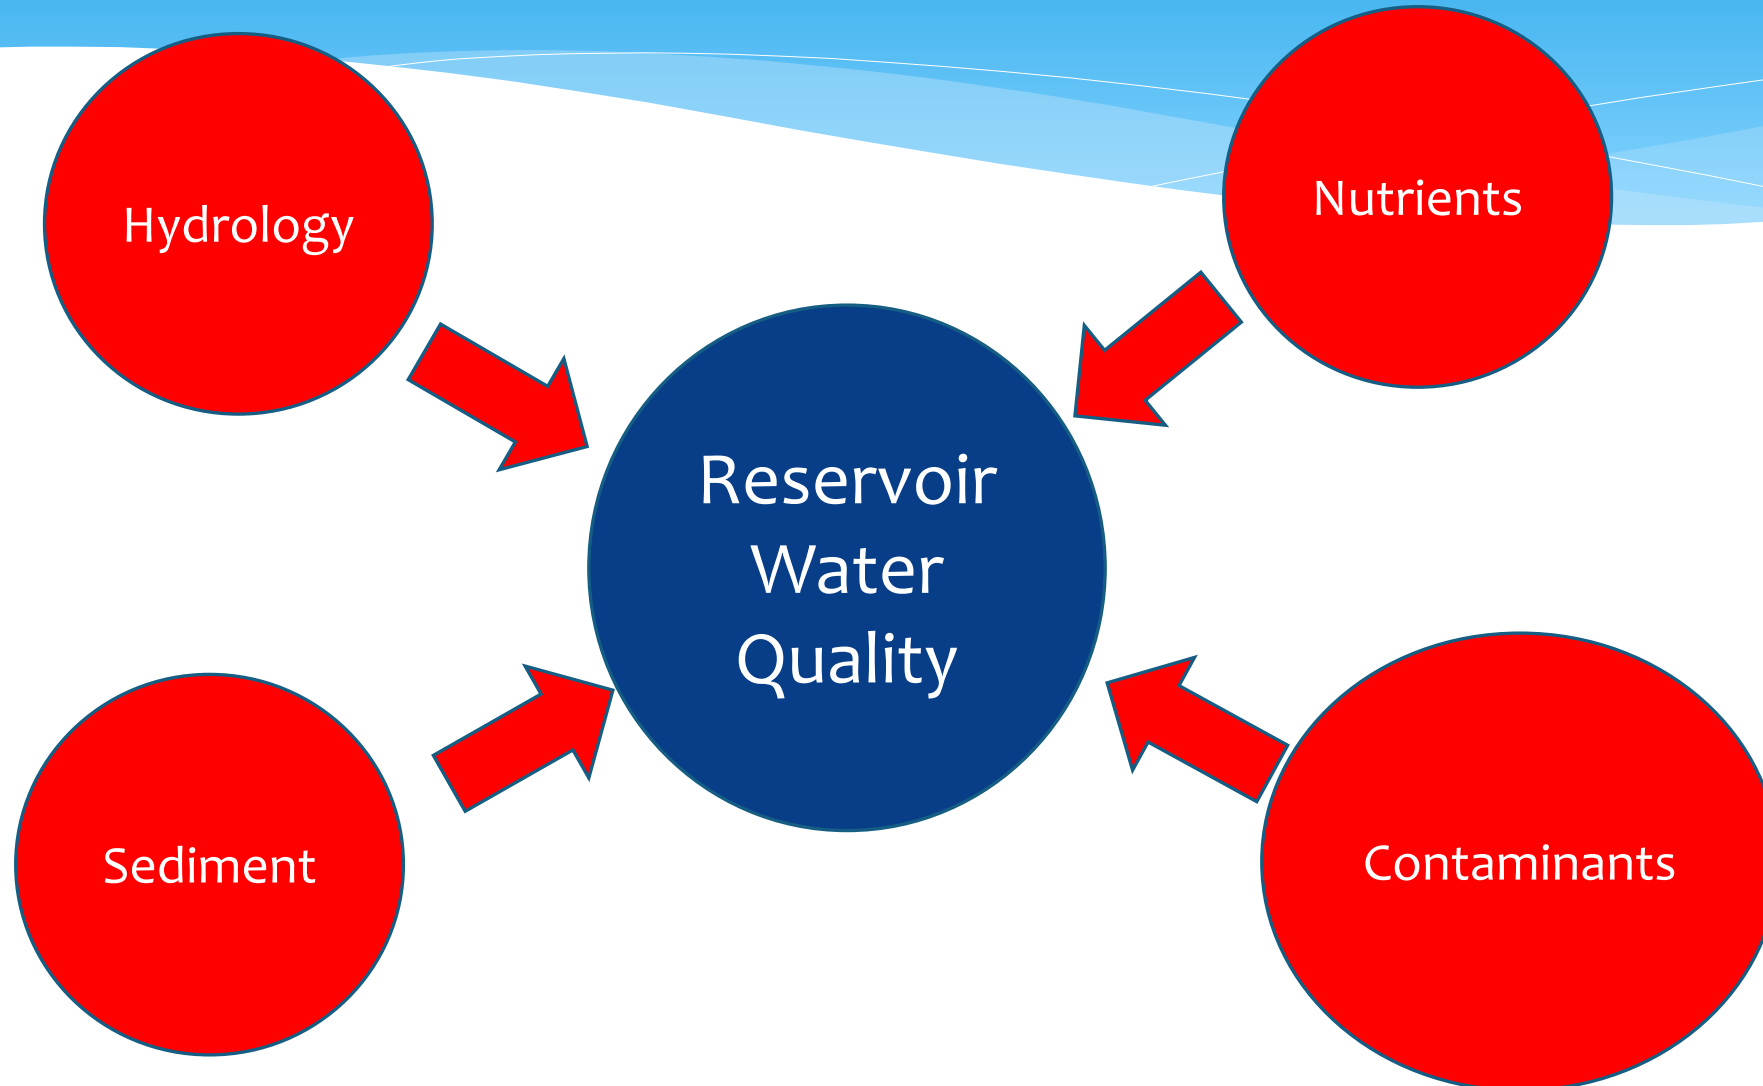 Hydrology
Nutrients
Reservoir
Water
Quality
Sediment
Contaminants